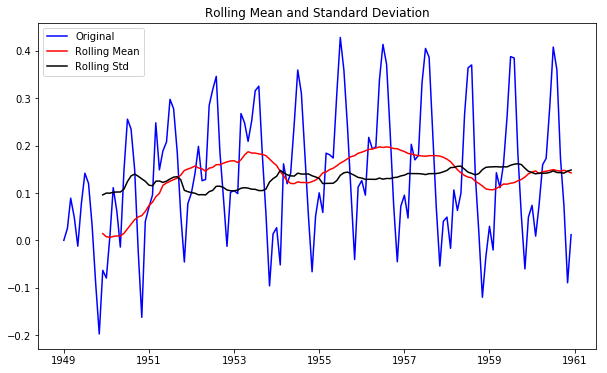 Rolling Mean and Standard Deviation
Original
Rolling Mean
Rolling Std
0.4
0.3
0.2
0.1
0.0
−0.1
−0.2
1949 1951 1953 1955 1957 1959 1961